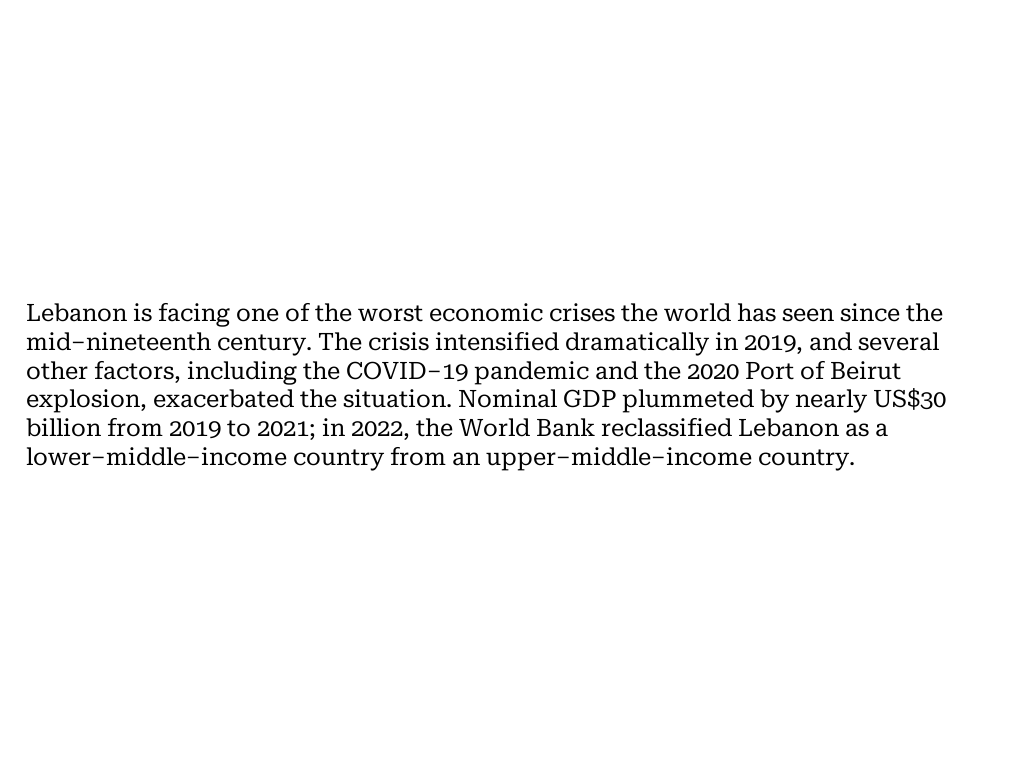 Lebanon is facing one of the worst economic crises the world has seen since the
mid-nineteenth century. The crisis intensified dramatically in 2019, and several
other factors, including the COVID-19 pandemic and the 2020 Port of Beirut
explosion, exacerbated the situation. Nominal GDP plummeted by nearly US$30
billion from 2019 to 2021; in 2022, the World Bank reclassified Lebanon as a
lower-middle-income country from an upper-middle-income country.